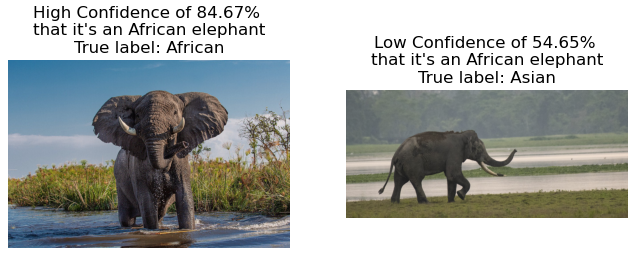 High Confidence of 84.67%
that it's an African elephant
True label: African
Low Confidence of 54.65%
that it's an African elephant
True label: Asian